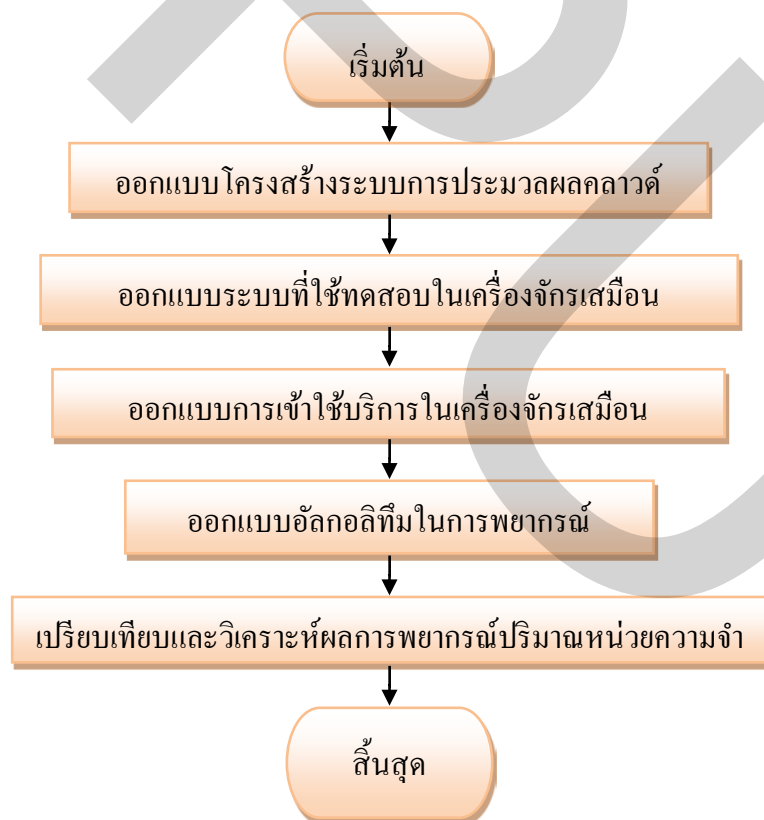 เริ่มต้น
ออกแบบโครงสร้างระบบการประมวลผลคลาวด์
ออกแบบระบบที่ใช้ทดสอบในเครื่องจักรเสมือน
ออกแบบการเข้าใช้บริการในเครื่องจักรเสมือน
ออกแบบอัลกอลิทึมในการพยากรณ์
เปรียบเทียบและวิเคราะห์ผลการพยากรณ์ปริมาณหน่วยความจำ
สิ้นสุด